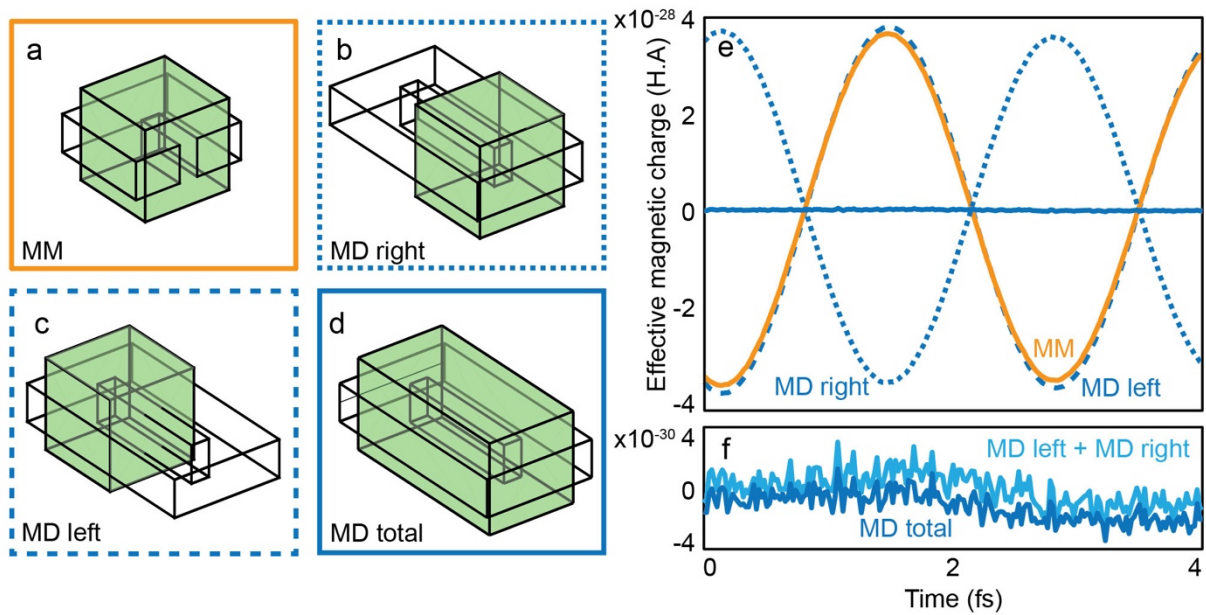 a
MM
b
MD right
c
MD left
d
MD total
x10-28
4
2
0
-2
-4
Effective magnetic charge (H.A)
e
MM
MD right
MD left
x10-30
4
0
-4
f
MD left + MD right
MD total
0
2
4
Time (fs)